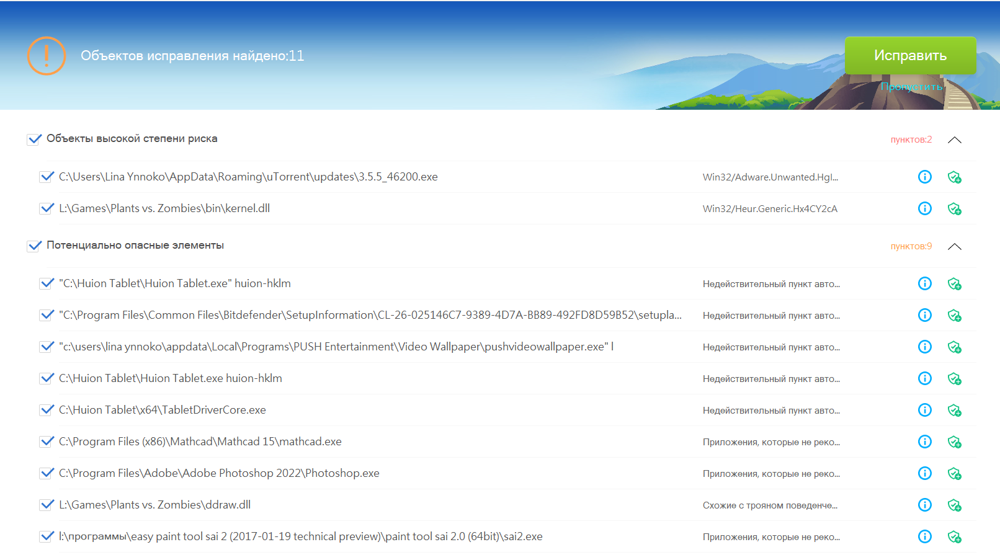 Объектов исправления найдено:11
Исправить
Пропустить
Объекты высокой степени риска
пунктов:2
C:\Users\Lina Ynnoko\AppData\Roaming\uTorrent\updates\3.5.5_46200.exe
Win32/Adware.Unwanted.HgI...
L:\Games\Plants vs. Zombies\bin\kernel.dll
Win32/Heur.Generic.Hx4CY2cA
Потенциально опасные элементы
пунктов:9
"C:\Huion Tablet\Huion Tablet.exe" huion-hklm
Недействительный пункт авто...
"C:\Program Files\Common Files\Bitdefender\SetupInformation\CL-26-025146C7-9389-4D7A-BB89-492FD8D59B52\setupla...
Недействительный пункт авто...
"c:\users\lina ynnoko\appdata\Local\Programs\PUSH Entertainment\Video Wallpaper\pushvideowallpaper.exe" l
Недействительный пункт авто...
C:\Huion Tablet\Huion Tablet.exe huion-hklm
Недействительный пункт авто...
C:\Huion Tablet\x64\TabletDriverCore.exe
Недействительный пункт авто...
C:\Program Files (x86)\Mathcad\Mathcad 15\mathcad.exe
Приложения, которые не реко...
C:\Program Files\Adobe\Adobe Photoshop 2022\Photoshop.exe
Приложения, которые не реко...
L:\Games\Plants vs. Zombies\ddraw.dll
Схожие с трояном поведенче...
l:\программы\easy paint tool sai 2 (2017-01-19 technical preview)\paint tool sai 2.0 (64bit)\sai2.exe
Приложения, которые не реко...